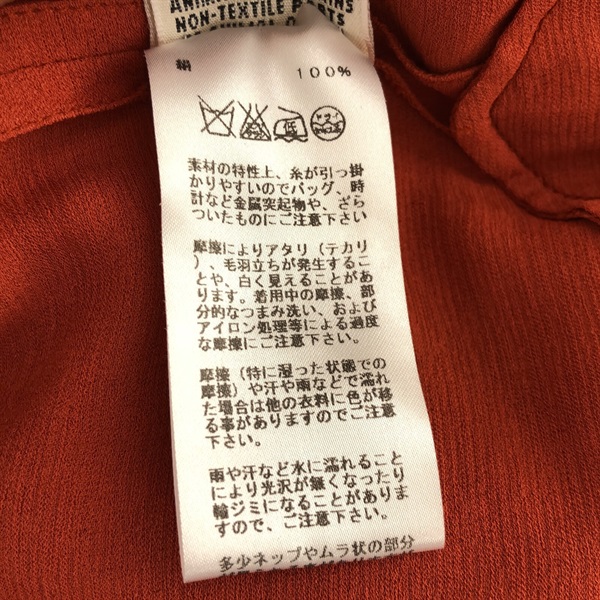 NON-TEXTILE PARTS
絹 100%
低
素材の特性上、糸が引っ掛
かりやすいのでバッグ、時
計など金属突起物や、ざら
ついたものにご注意下さい
摩擦によりアタリ(テカリ
)、毛羽立ちが発生するこ
とや、白く見えることがあ
ります。着用中の摩擦、部
分的なつまみ洗い、および
アイロン処理等による過度
な摩擦にご注意下さい。
摩擦(特に湿った状態での
摩擦)や汗や雨などで濡れ
た場合は他の衣料に色が移
る事がありますのでご注意
下さい。
雨や汗など水に濡れること
により光沢が無くなったり
輪ジミになることがありま
すのでご注意下さい。
多少ネップやムラ状の部分